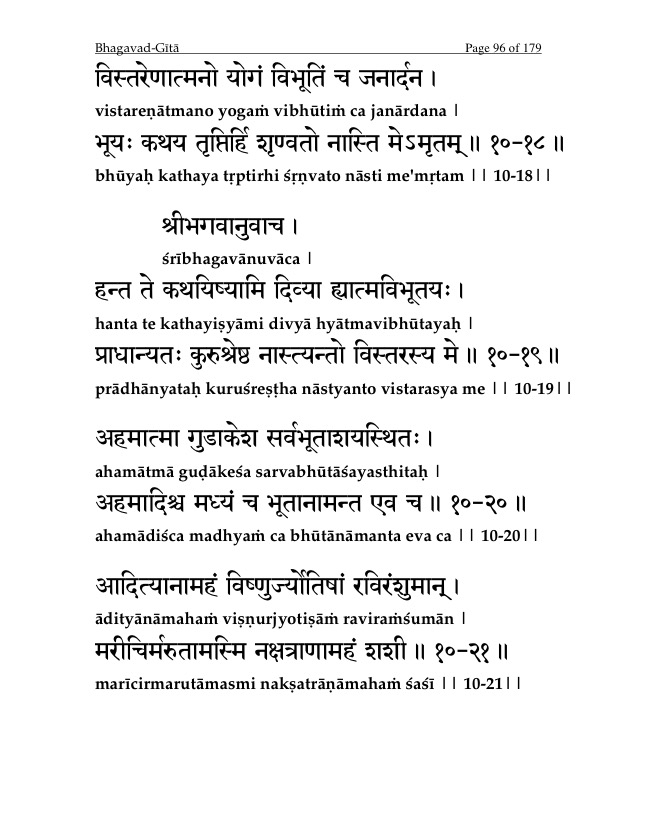 Bhagavad-Gītā Page 96 of 179
विस्तरेणात्मनो योगं विभूतिं च जनार्दन ।
vistareṇātmano yogaṁ vibhūtiṁ ca janārdana |
भूयः कथय तृप्तिर्हि शृण्वतो नास्ति मेऽमृतम् ॥ १०-१८ ॥
bhūyaḥ kathaya tṛptirhi śṛṇvato nāsti me'mṛtam || 10-18||
श्रीभगवानुवाच ।
śrībhagavānuvāca |
हन्त ते कथयिष्यामि दिव्या ह्यात्मविभूतयः ।
hanta te kathayiṣyāmi divyā hyātmavibhūtayaḥ |
प्राधान्यतः कुरुश्रेष्ठ नास्त्यन्तो विस्तरस्य मे ॥ १०-१९ ॥
prādhānyataḥ kuruśreṣṭha nāstyanto vistarasya me || 10-19||
अहमात्मा गुडाकेश सर्वभूताशयस्थितः ।
ahamātmā guḍākeśa sarvabhūtāśayasthitaḥ |
अहमादिश्च मध्यं च भूतानामन्त एव च ॥ १०-२० ॥
ahamādiśca madhyaṁ ca bhūtānāmanta eva ca || 10-20||
आदित्यानामहं विष्णुर्ज्योतिषां रविरंशुमान् ।
ādityānāmahaṁ viṣṇurjyotiṣāṁ raviraṁśumān |
मरीचिर्मरुतामस्मि नक्षत्राणामहं शशी ॥ १०-२१ ॥
marīcirmarutāmasmi nakṣatrāṇāmahaṁ śaśī || 10-21||